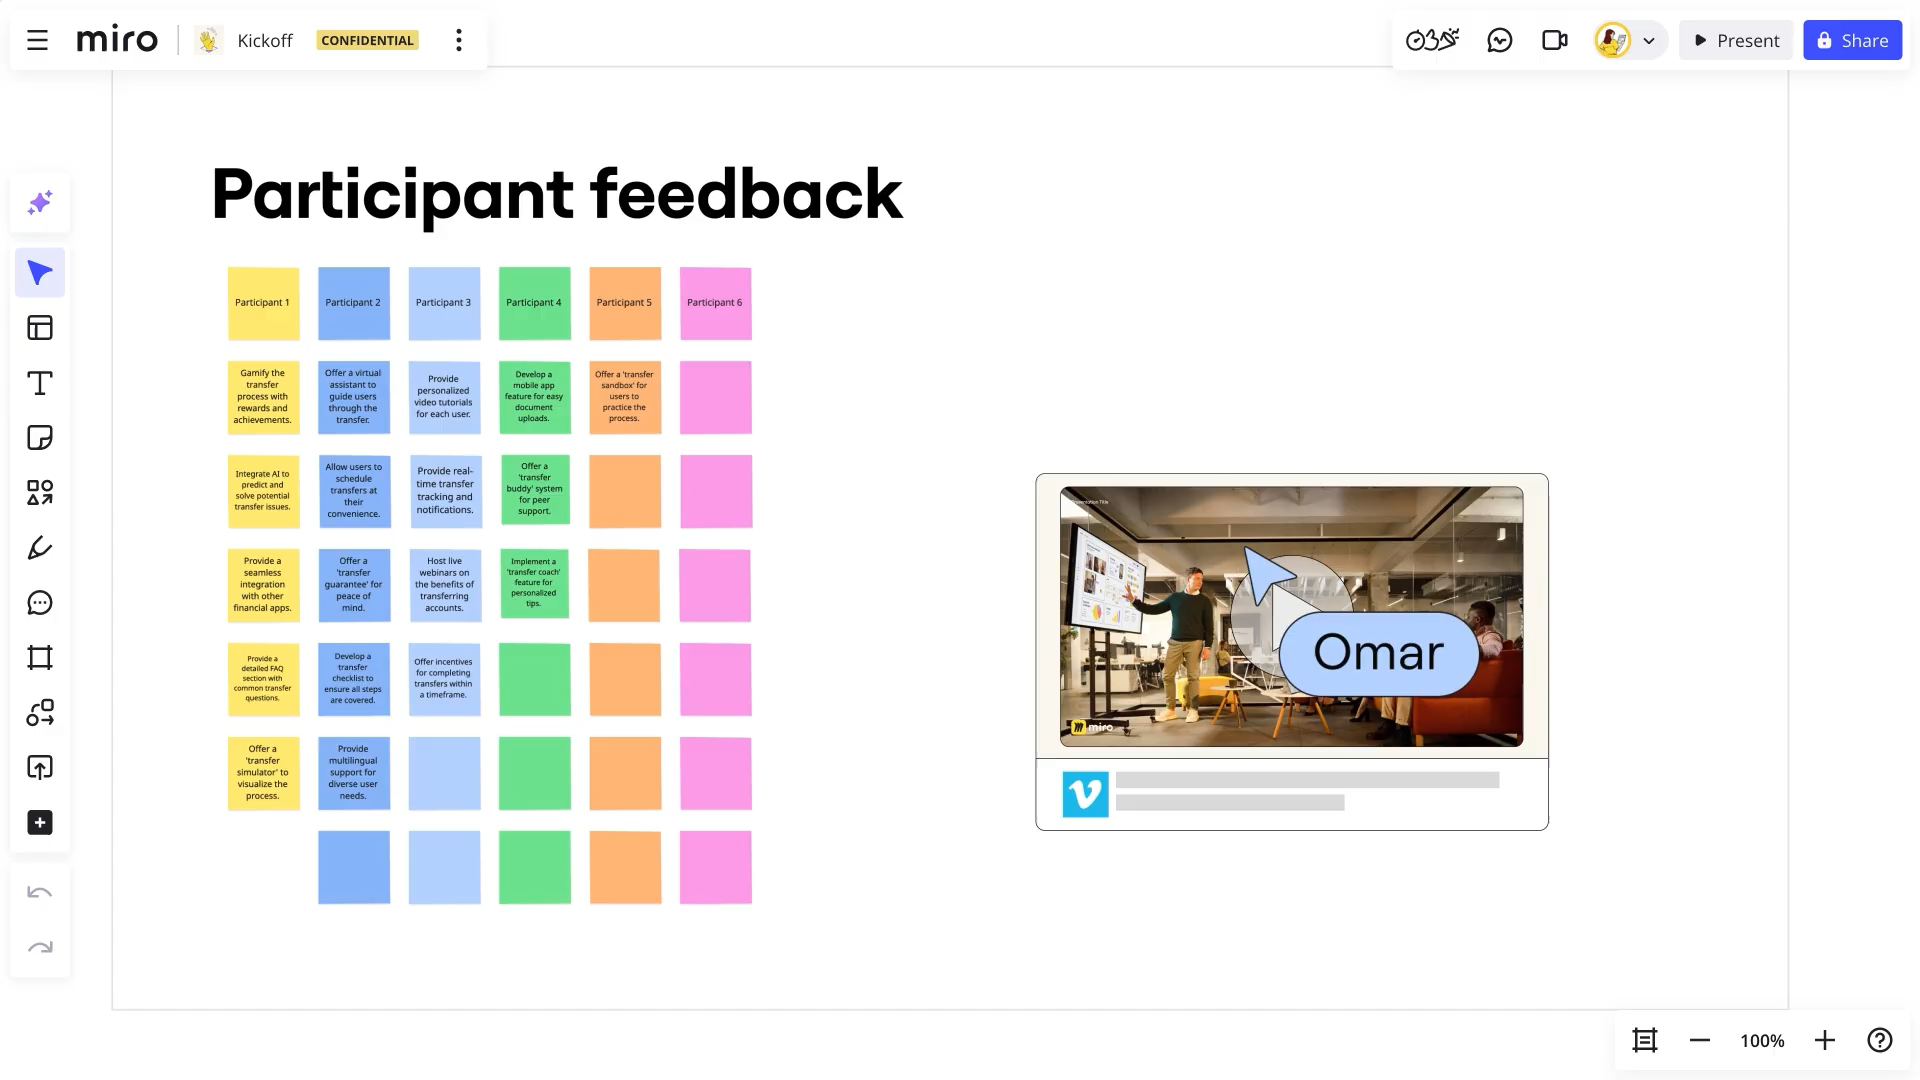 miro
Kickoff
CONFIDENTIAL
Present
Share
Participant feedback
Participant 1
Participant 2
Participant 3
Participant 4
Participant 5
Participant 6
Gamify the
transfer
process with
rewards and
achievements.
Offer a virtual
assistant to
guide users
through the
transfer.
Provide
personalized
video tutorials
for each user.
Develop a
mobile app
feature for easy
document
uploads.
Offer a 'transfer
sandbox' for
users to
practice the
process.
Integrate AI to
predict and
solve potential
transfer issues.
Allow users to
schedule
transfers at
their
convenience.
Provide real-
time transfer
tracking and
notifications.
Offer a
'transfer
buddy' system
for peer
support.
Provide a
seamless
integration
with other
financial apps.
Offer a
'transfer
guarantee' for
peace of
mind.
Host live
webinars on
the benefits of
transferring
accounts.
Implement a
'transfer coach'
feature for
personalized
tips.
Provide a
detailed FAQ
section with
common transfer
questions.
Develop a
transfer
checklist to
ensure all steps
are covered.
Offer incentives
for completing
transfers within
a timeframe.
Offer a
'transfer
simulator' to
visualize the
process.
Provide
multilingual
support for
diverse user
needs.
Omar
miro
100%